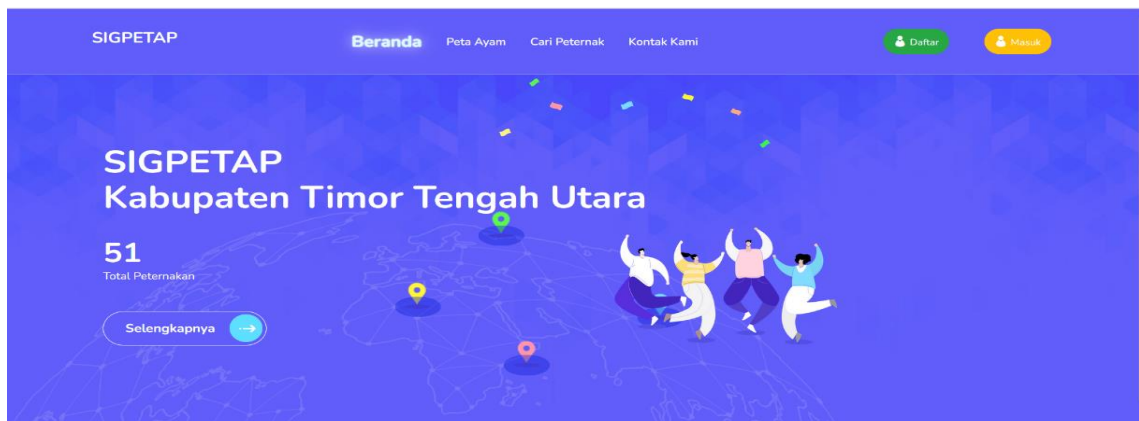 SIGPETAP
Beranda Peta Ayam Cari Peternak Kontak Kami
Daftar Masuk
SIGPETAP
Kabupaten Timor Tengah Utara
51
Total Peternakan
Selengkapnya